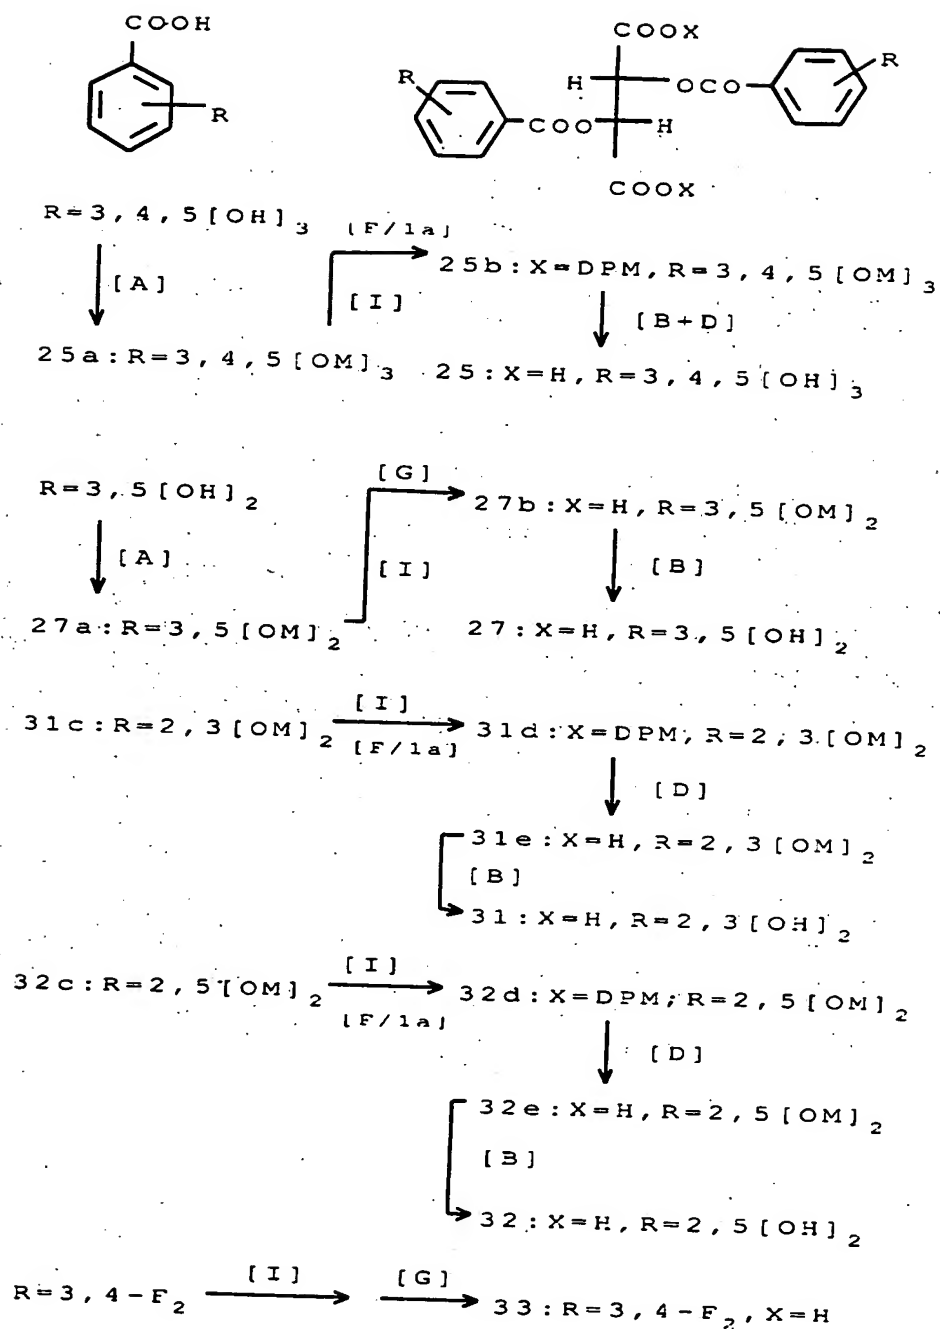 COOH
R
COOX
R
H
OCO
R
COO
H
COOX
R=3,4,5[OH]3
[F/1a]
25b:X=DPM,R=3,4,5[OM]3
[A]
[I]
[B+D]
25a:R=3,4,5[OM]3
25:X=H,R=3,4,5[OH]3
R=3,5[OH]2
[G]
27b:X=H,R=3,5[OM]2
[A]
[I]
[B]
27a:R=3,5[OM]2
27:X=H,R=3,5[OH]2
31c:R=2,3[OM]2
[I]
[F/1a]
31d:X=DPM,R=2,3[OM]2
[D]
31e:X=H,R=2,3[OM]2
[B]
31:X=H,R=2,3[OH]2
32c:R=2,5[OM]2
[I]
[F/1a]
32d:X=DPM;R=2,5[OM]2
[D]
32e:X=H,R=2,5[OM]2
[B]
32:X=H,R=2,5[OH]2
R=3,4-F2
[I]
[G]
33:R=3,4-F2,X=H